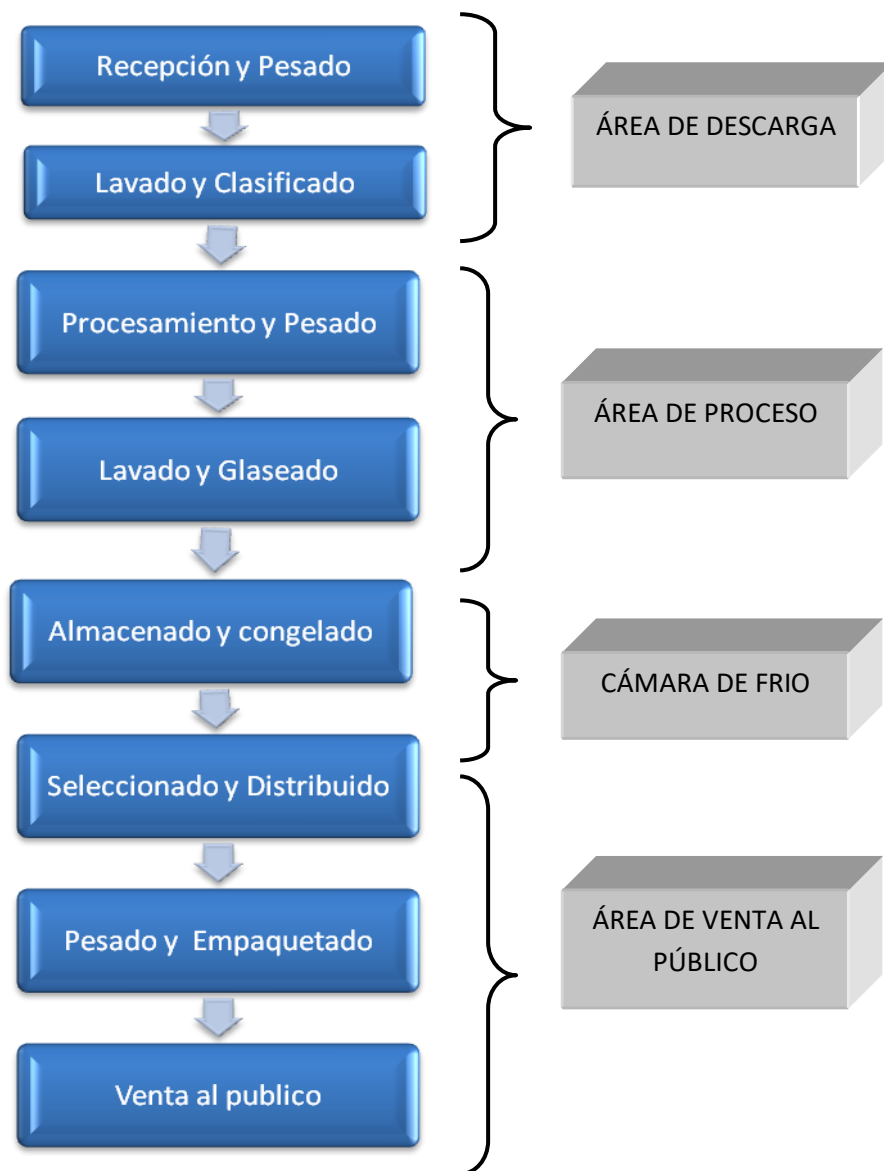 Recepción y Pesado
ÁREA DE DESCARGA
Lavado y Clasificado
Procesamiento y Pesado
ÁREA DE PROCESO
Lavado y Glaseado
Almacenado y congelado
CÁMARA DE FRIO
Seleccionado y Distribuido
Pesado y Empaquetado
ÁREA DE VENTA AL
PÚBLICO
Venta al publico